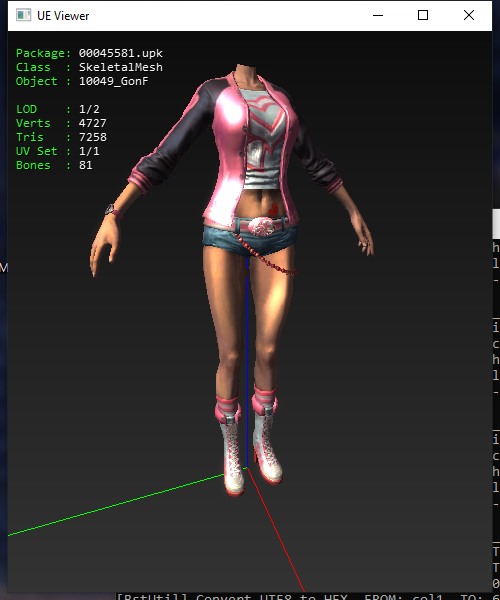 UE Viewer
Package: 00045581.upk
Class : SkeletalMesh
Object : 10049_GonF
LOD : 1/2
Verts : 4727
Tris : 7258
UV Set : 1/1
Bones : 81
M
h
l
-
i
c
h
l
-
i
c
h
l
-
T
T
0